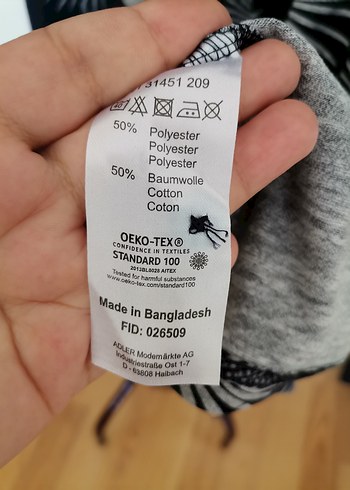 31451 209
50% Polyester
Polyester
Polyester
50% Baumwolle
Cotton
Coton
OEKO-TEX®
CONFIDENCE IN TEXTILES
STANDARD 100
2012BL0028 AITEX
Tested for harmful substances
www.oeko-tex.com/standard100
Made in Bangladesh
FID: 026509
ADLER Modemärkte AG
Industriestraße Ost 1-7
D - 63808 Haibach